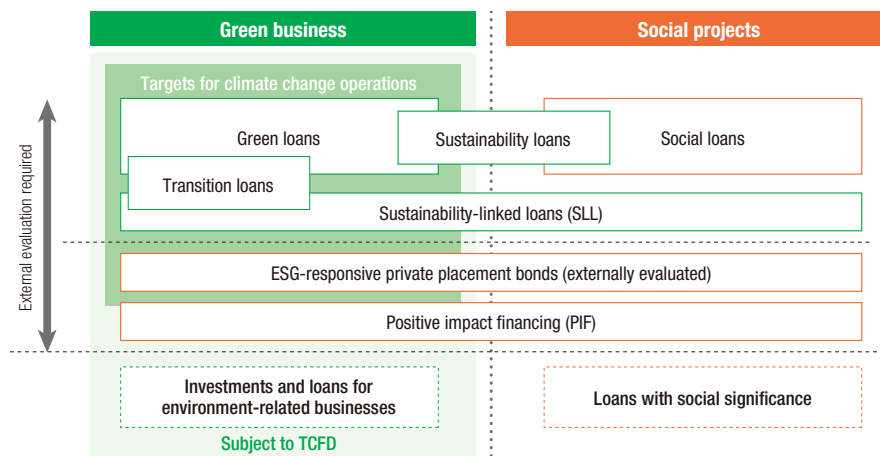 Green business
Social projects
Targets for climate change operations
External evaluation required
Green loans
Sustainability loans
Social loans
Transition loans
Sustainability-linked loans (SLL)
ESG-responsive private placement bonds (externally evaluated)
Positive impact financing (PIF)
Investments and loans for
environment-related businesses
Loans with social significance
Subject to TCFD